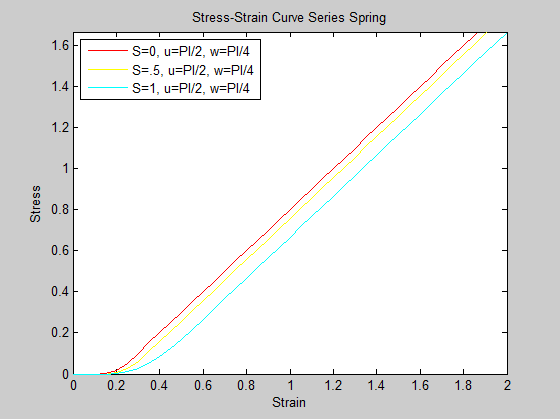 Stress-Strain Curve Series Spring
S=0, u=PI/2, w=PI/4
S=.5, u=PI/2, w=PI/4
S=1, u=PI/2, w=PI/4
1.6
1.4
1.2
1
0.8
0.6
0.4
0.2
0
Stress
0 0.2 0.4 0.6 0.8 1 1.2 1.4 1.6 1.8 2
Strain